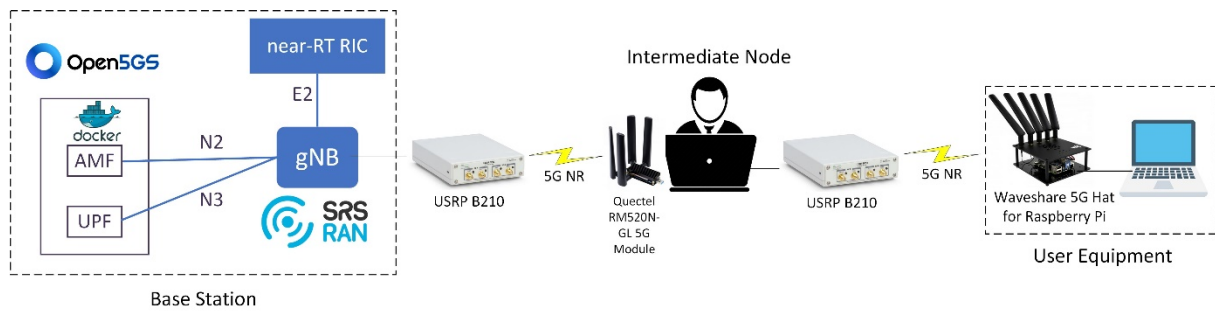 near-RT RIC
Open5GS
E2
docker
AMF
N2
gNB
N3
UPF
SRS
RAN
Base Station
USRP B210
5G NR
Intermediate Node
Quectel
RM520N-
GL 5G
Module
USRP B210
5G NR
Waveshare 5G Hat
for Raspberry Pi
User Equipment